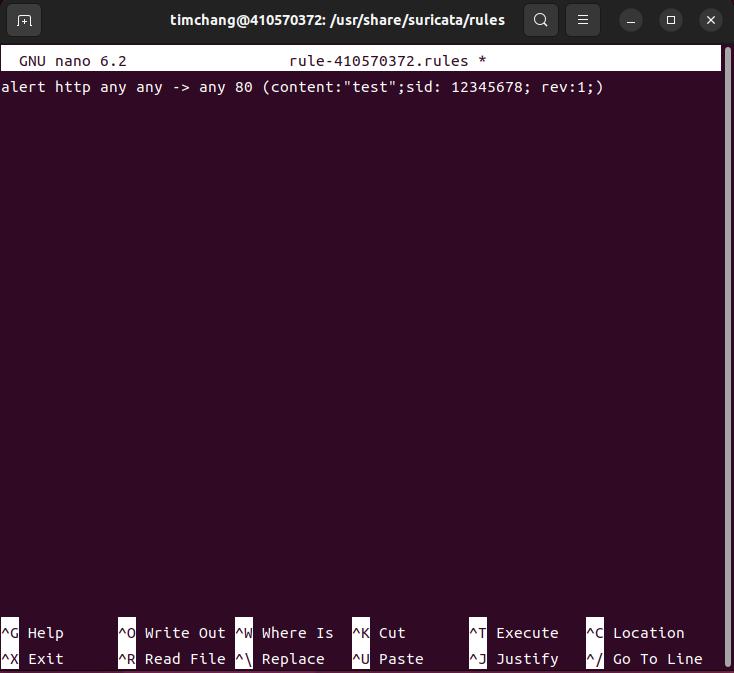 timchang@410570372: /usr/share/suricata/rules
GNU nano 6.2 rule-410570372.rules *
alert http any any -> any 80 (content:"test";sid: 12345678; rev:1;)
^G Help ^O Write Out ^W Where Is ^K Cut ^T Execute ^C Location
^X Exit ^R Read File ^\ Replace ^U Paste ^J Justify ^/ Go To Line